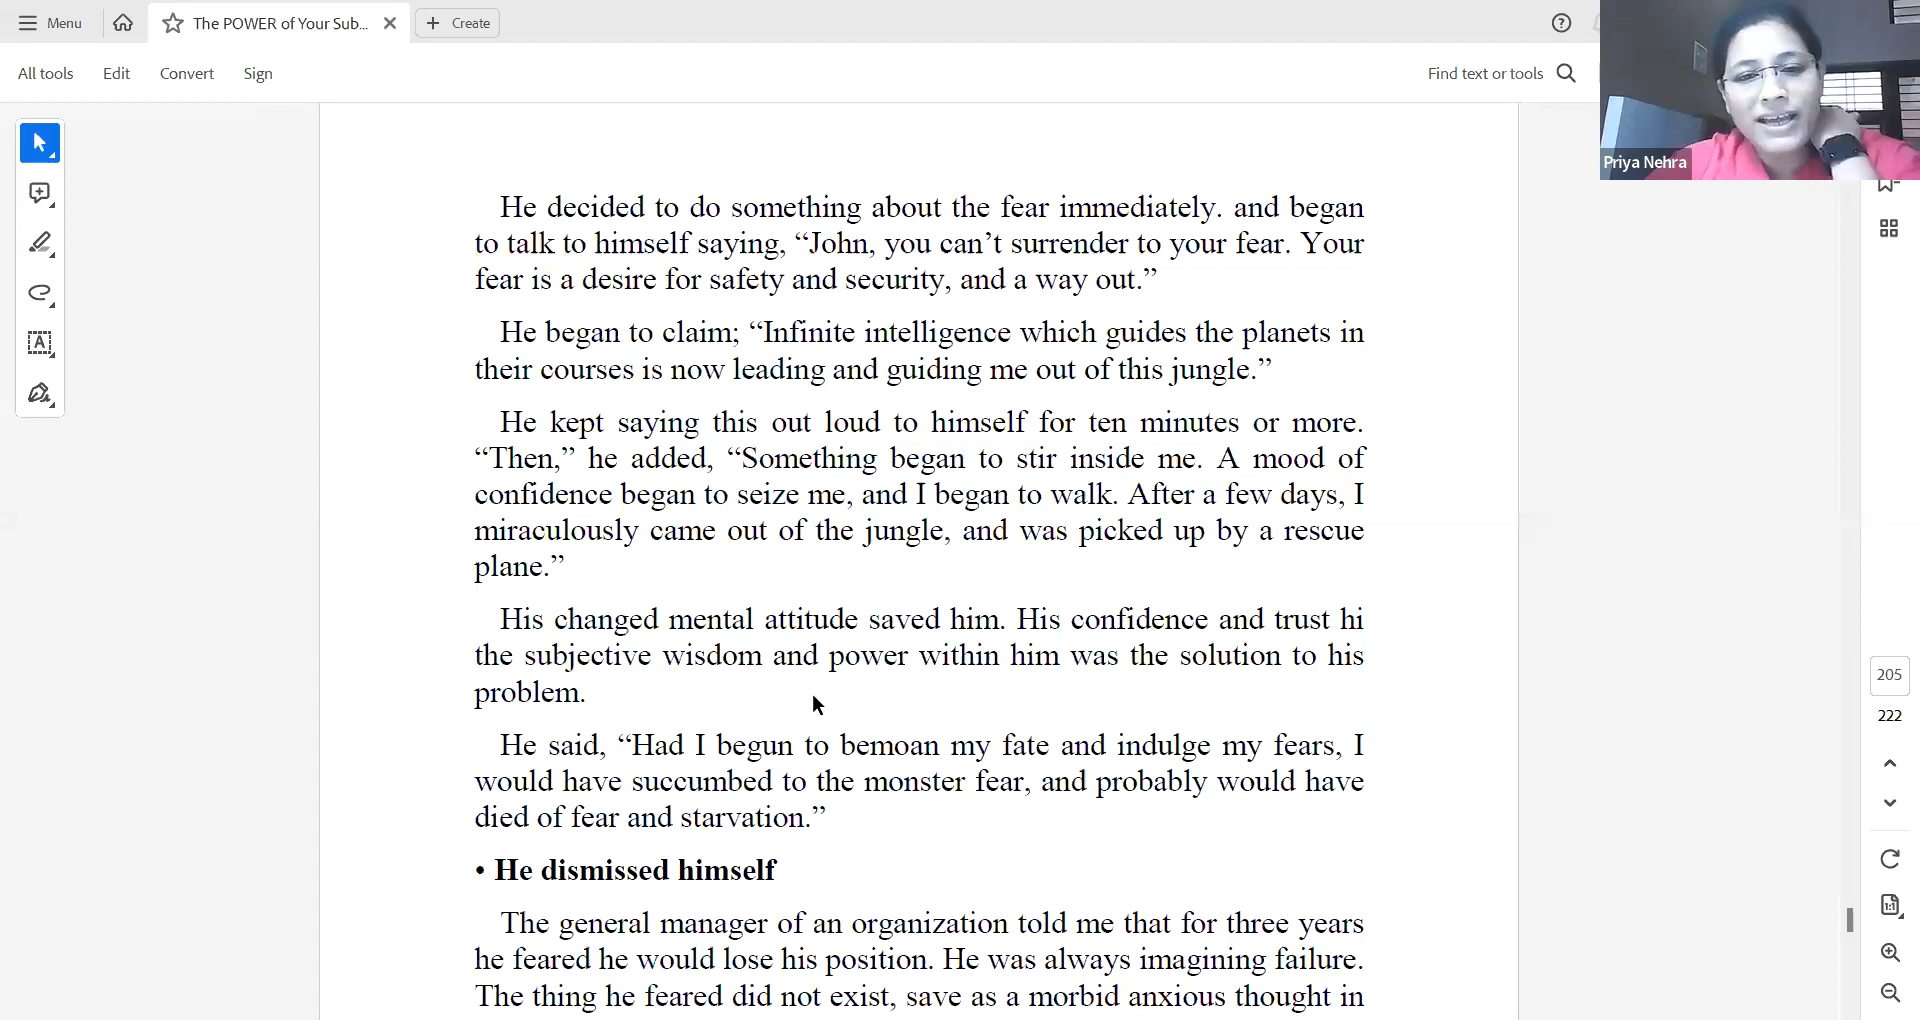 Menu
The POWER of Your Sub...
Create
All tools
Edit
Convert
Sign
Find text or tools
Priya Nehra
He decided to do something about the fear immediately. and began
to talk to himself saying, “John, you can’t surrender to your fear. Your
fear is a desire for safety and security, and a way out.”
He began to claim; “Infinite intelligence which guides the planets in
their courses is now leading and guiding me out of this jungle.”
He kept saying this out loud to himself for ten minutes or more.
“Then,” he added, “Something began to stir inside me. A mood of
confidence began to seize me, and I began to walk. After a few days, I
miraculously came out of the jungle, and was picked up by a rescue
plane.”
His changed mental attitude saved him. His confidence and trust hi
the subjective wisdom and power within him was the solution to his
problem.
He said, “Had I begun to bemoan my fate and indulge my fears, I
would have succumbed to the monster fear, and probably would have
died of fear and starvation.”
• He dismissed himself
The general manager of an organization told me that for three years
he feared he would lose his position. He was always imagining failure.
The thing he feared did not exist, save as a morbid anxious thought in
205
222
1:1